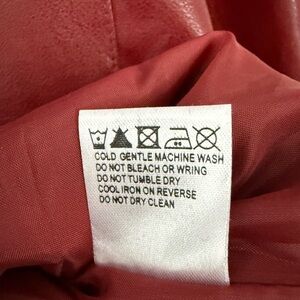 COLD GENTLE MACHINE WASH
DO NOT BLEACH OR WRING
DO NOT TUMBLE DRY
COOL IRON ON REVERSE
DO NOT DRY CLEAN